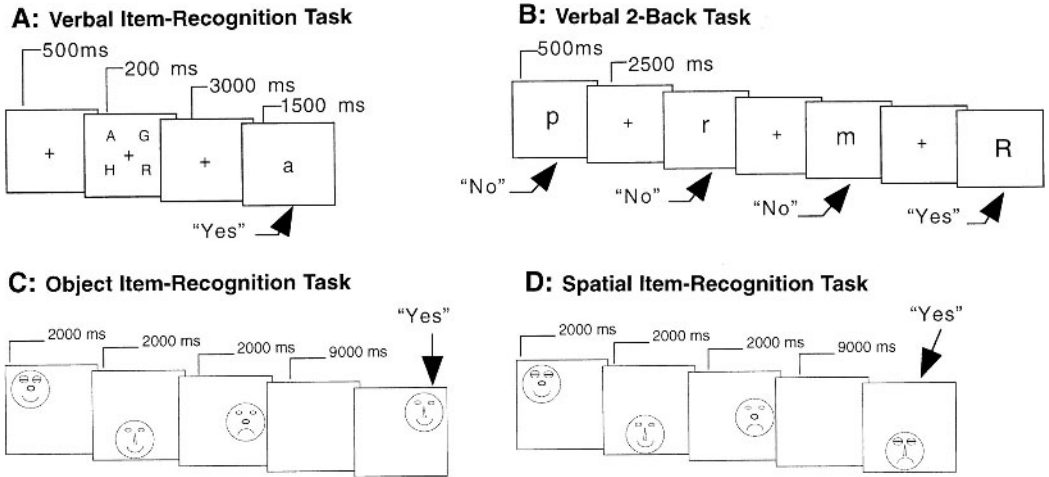 A: Verbal Item-Recognition Task
500ms
200 ms
3000 ms
1500 ms
+
A G
+
H R
+
a
“Yes”
B: Verbal 2-Back Task
500ms
2500 ms
p
+
r
+
m
+
R
“No”
“No”
“No”
“Yes”
C: Object Item-Recognition Task
2000 ms
2000 ms
2000 ms
9000 ms
“Yes”
D: Spatial Item-Recognition Task
2000 ms
2000 ms
2000 ms
9000 ms
“Yes”